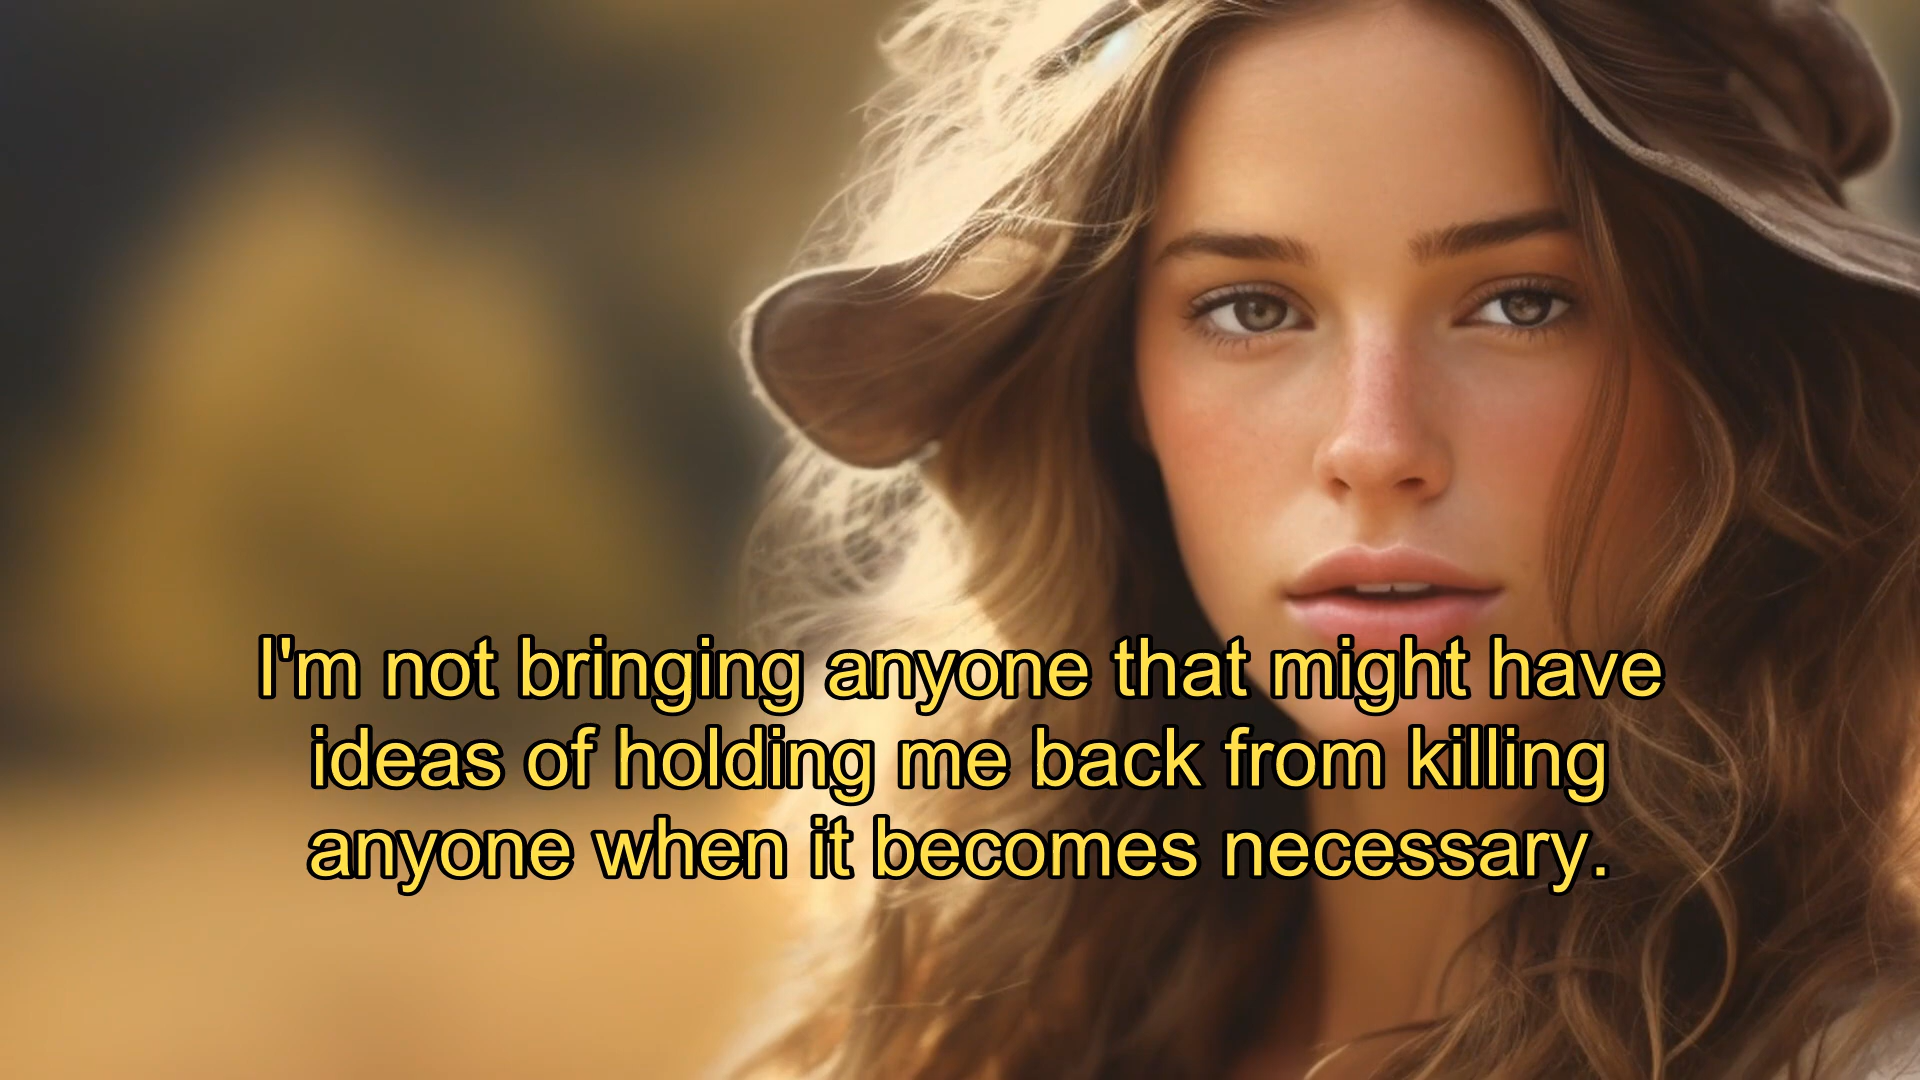 I'm not bringing anyone that might have
ideas of holding me back from killing
anyone when it becomes necessary.